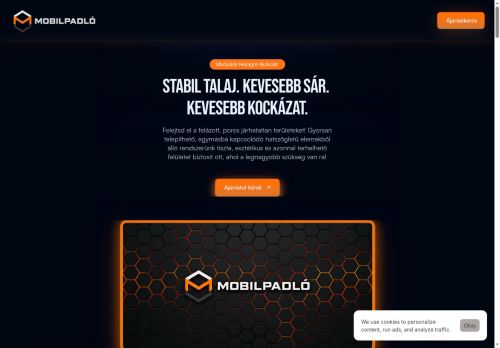 MOBILPADLÓ
Ajánlatkérés
Moduláris Hexagon Burkolat
STABIL TALAJ. KEVESEBB SÁR.
KEVESEBB KOCKÁZAT.
Felejtsd el a felázott, poros járhatatlan területeket! Gyorsan
telepíthető, egymásba kapcsolódó hatszögletű elemekből
álló rendszerünk tiszta, esztétikus és azonnal terhelhető
felületet biztosít ott, ahol a legnagyobb szükség van rá!
Ajánlatot kérek
MOBILPADLÓ
We use cookies to personalize
content, run ads, and analyze traffic.
Okay